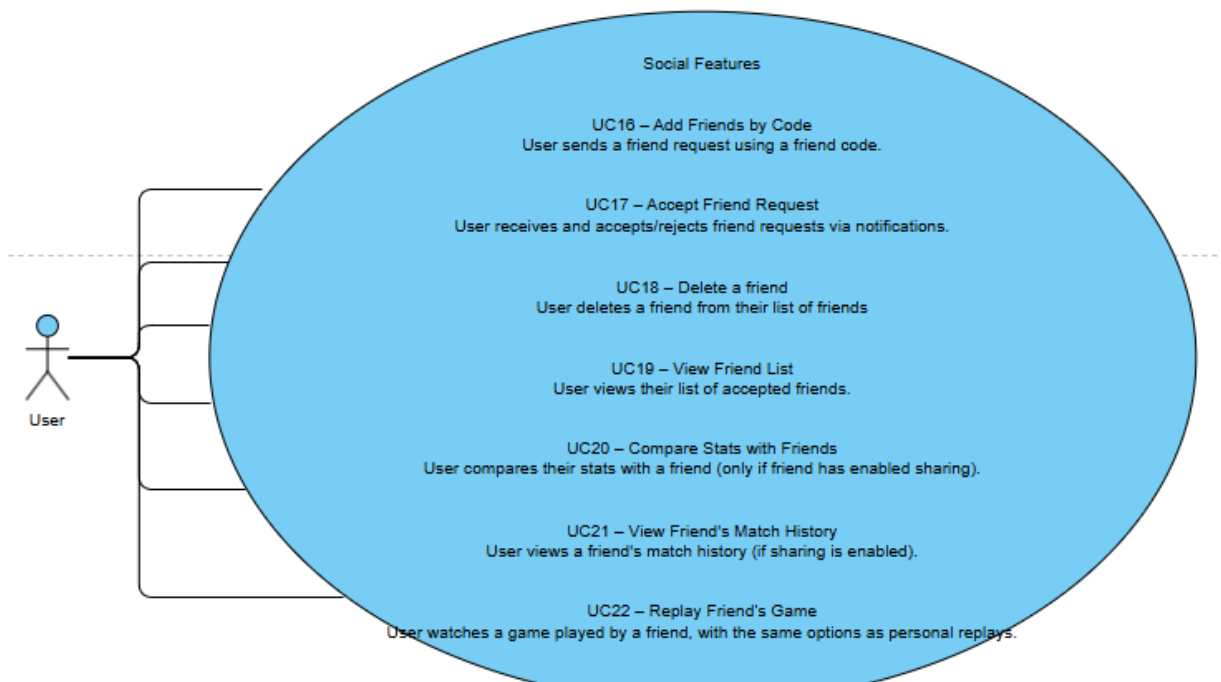 Social Features
UC16 – Add Friends by Code
User sends a friend request using a friend code.
UC17 – Accept Friend Request
User receives and accepts/rejects friend requests via notifications.
UC18 – Delete a friend
User deletes a friend from their list of friends
User
UC19 – View Friend List
User views their list of accepted friends.
UC20 – Compare Stats with Friends
User compares their stats with a friend (only if friend has enabled sharing).
UC21 – View Friend's Match History
User views a friend's match history (if sharing is enabled).
UC22 – Replay Friend's Game
User watches a game played by a friend, with the same options as personal replays.